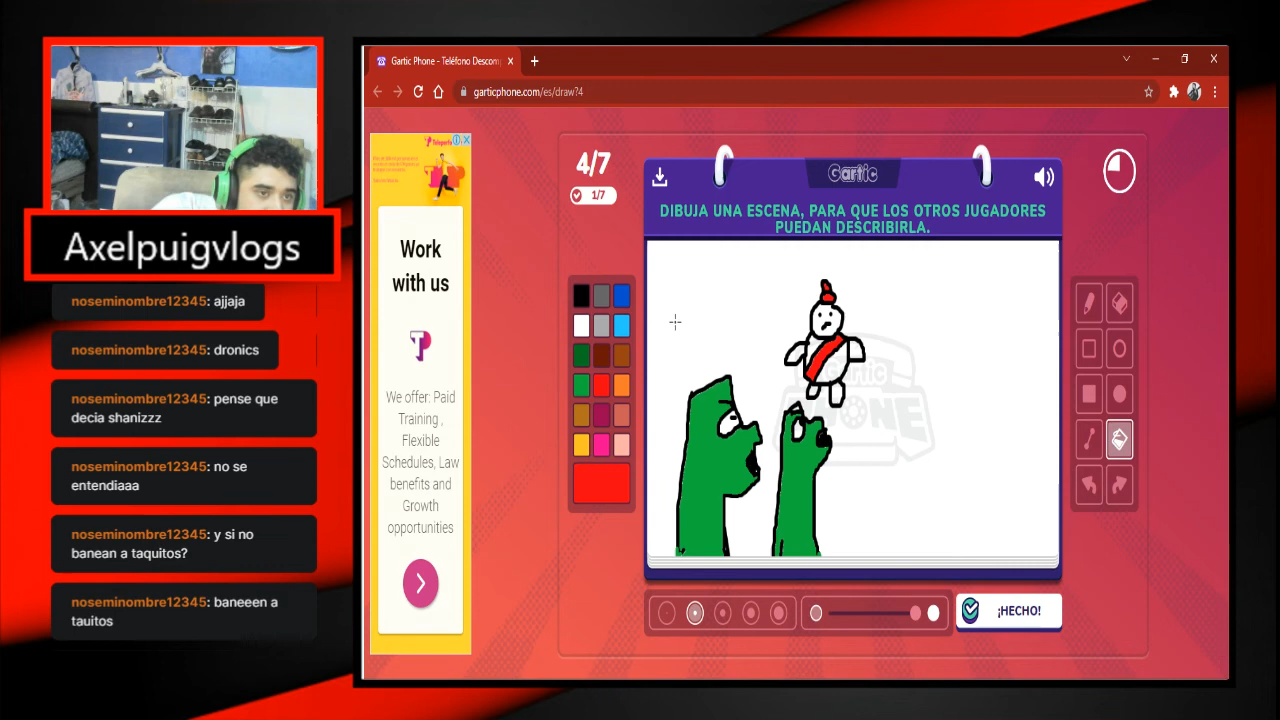 Axelpuigvlogs
noseminombre12345: ajjaja
noseminombre12345: dronics
noseminombre12345: pense que
decia shanizzz
noseminombre12345: no se
entendiaaa
noseminombre12345: y si no
banean a taquitos?
noseminombre12345: baneeen a
tauitos
Gartic Phone - Teléfono Descom
garticphone.com/es/draw?4
Work
with us
We offer: Paid
Training ,
Flexible
Schedules, Law
benefits and
Growth
opportunities
4/7
1/7
Gartic
DIBUJA UNA ESCENA, PARA QUE LOS OTROS JUGADORES
PUEDAN DESCRIBIRLA.
Gartic
PHONE
¡HECHO!